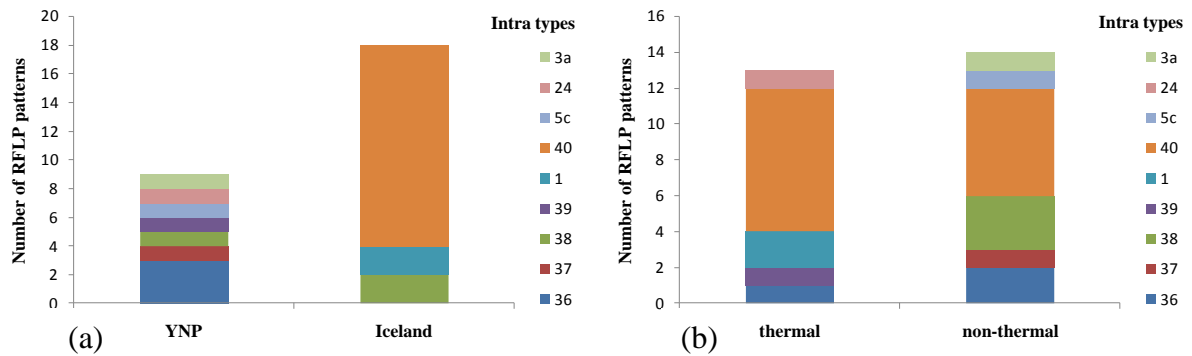 Number of RFLP patterns
20
18
16
14
12
10
8
6
4
2
0
YNP
Iceland
(a)
Intra types
3a
24
5c
40
1
39
38
37
36
Number of RFLP patterns
16
14
12
10
8
6
4
2
0
thermal
non-thermal
(b)
Intra types
3a
24
5c
40
1
39
38
37
36